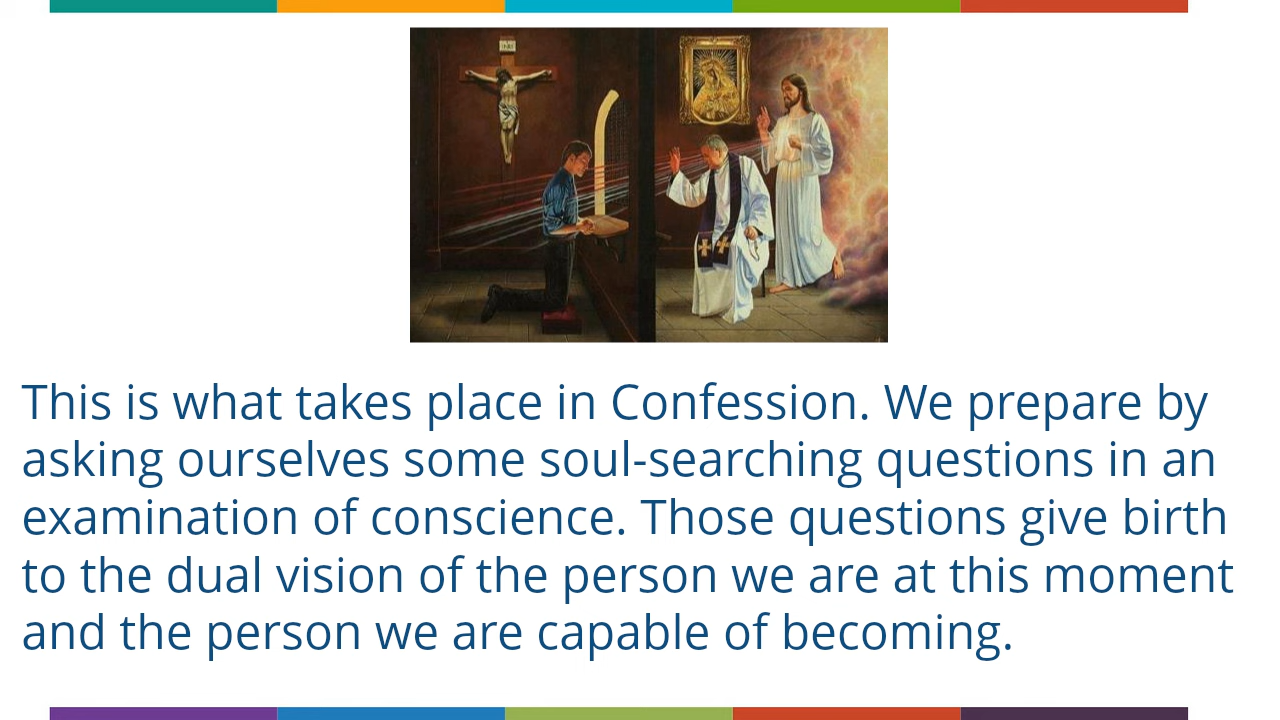 This is what takes place in Confession. We prepare by
asking ourselves some soul-searching questions in an
examination of conscience. Those questions give birth
to the dual vision of the person we are at this moment
and the person we are capable of becoming.